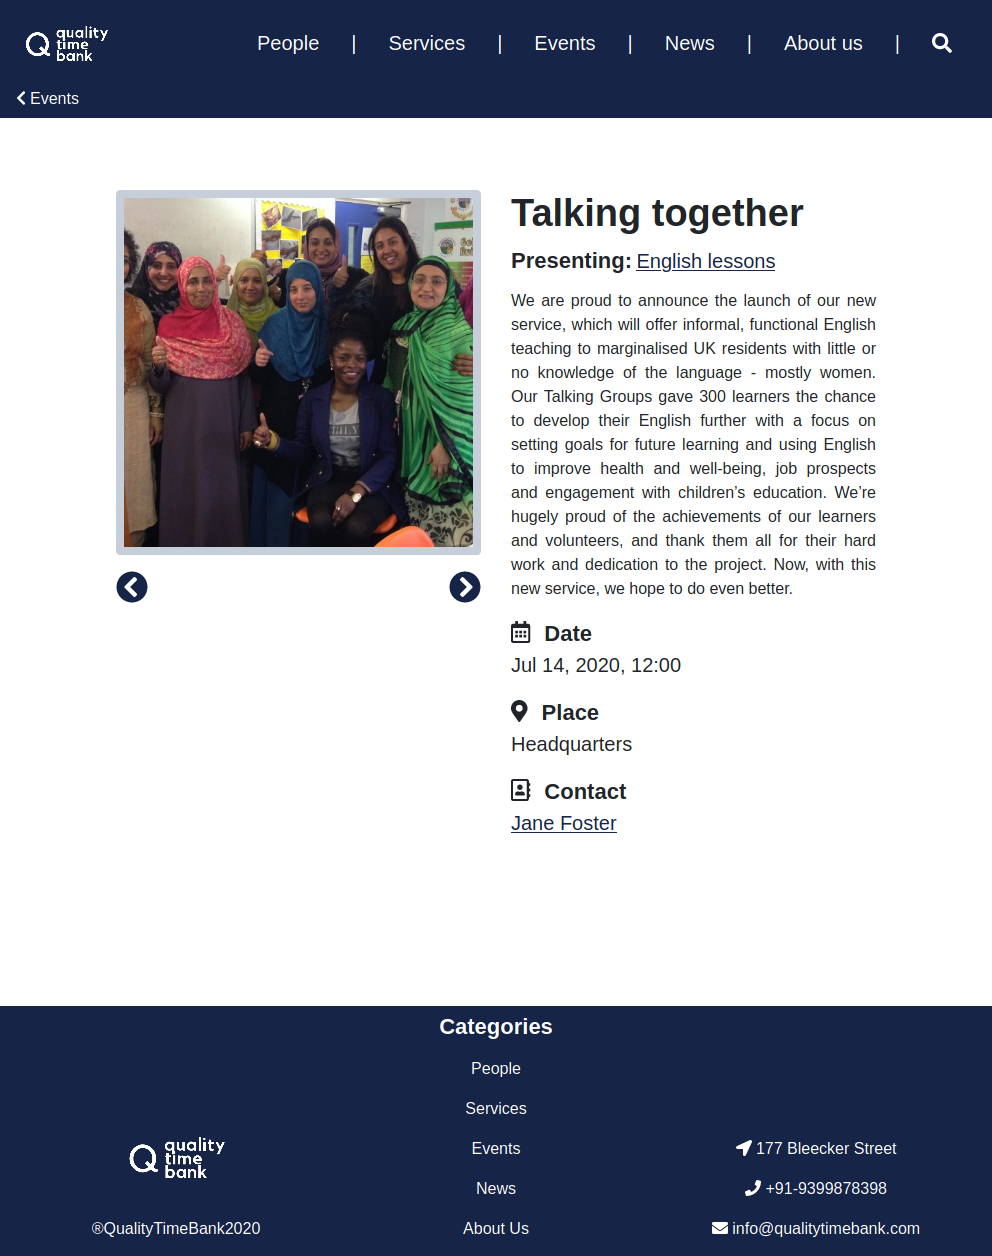 quality
time
bank
People | Services | Events | News | About us |
Events
Talking together
Presenting: English lessons
We are proud to announce the launch of our new
service, which will offer informal, functional English
teaching to marginalised UK residents with little or
no knowledge of the language - mostly women.
Our Talking Groups gave 300 learners the chance
to develop their English further with a focus on
setting goals for future learning and using English
to improve health and well-being, job prospects
and engagement with children’s education. We’re
hugely proud of the achievements of our learners
and volunteers, and thank them all for their hard
work and dedication to the project. Now, with this
new service, we hope to do even better.
Date
Jul 14, 2020, 12:00
Place
Headquarters
Contact
Jane Foster
Categories
People
Services
quality
time
bank
Events
177 Bleecker Street
News
+91-9399878398
®QualityTimeBank2020
About Us
info@qualitytimebank.com